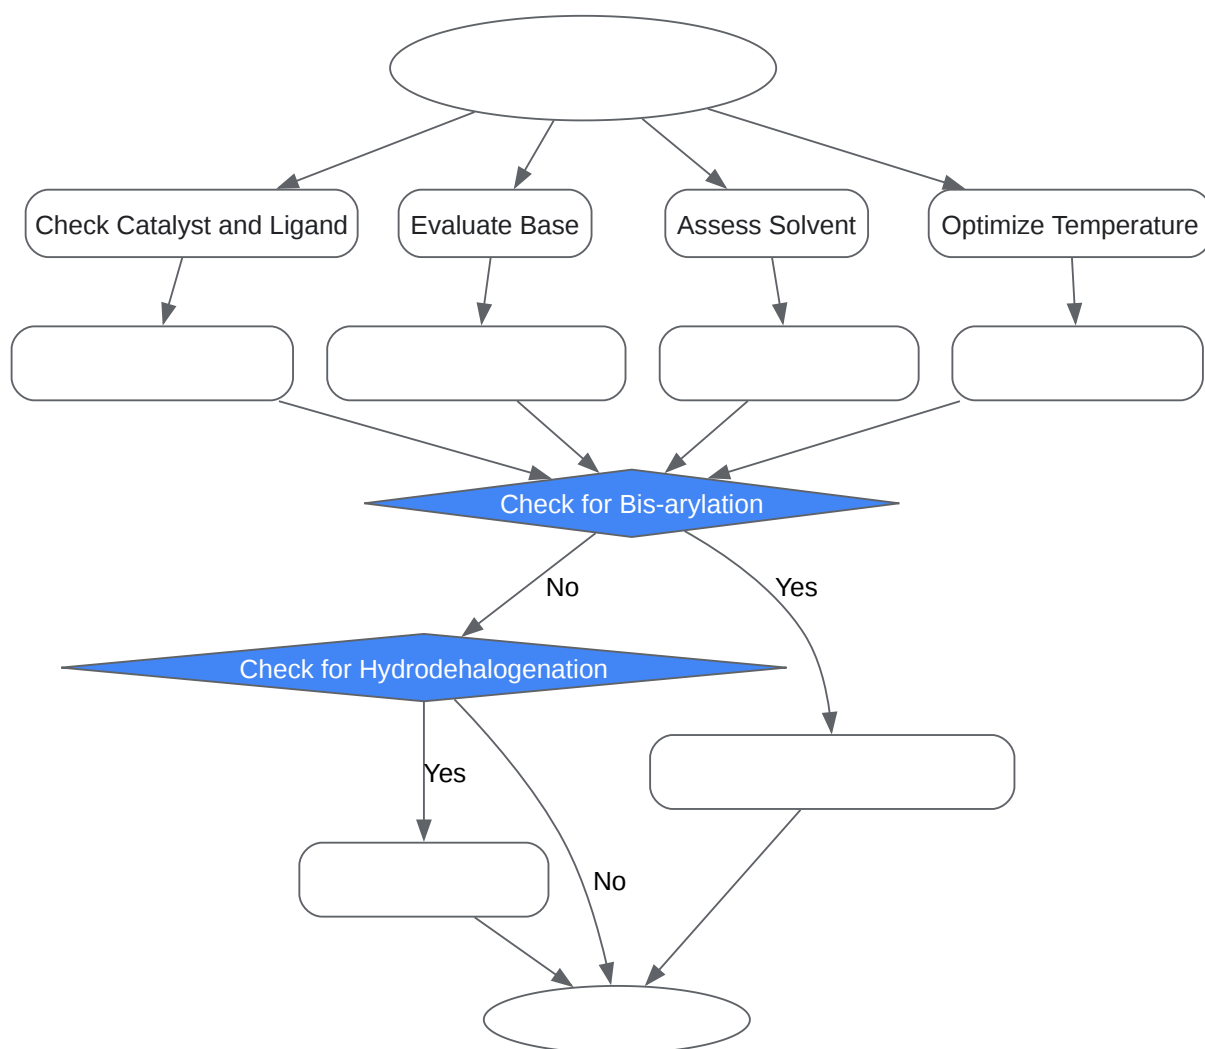 Check Catalyst and Ligand
Evaluate Base
Assess Solvent
Optimize Temperature
Check for Bis-arylation
No
Yes
Check for Hydrodehalogenation
Yes
No